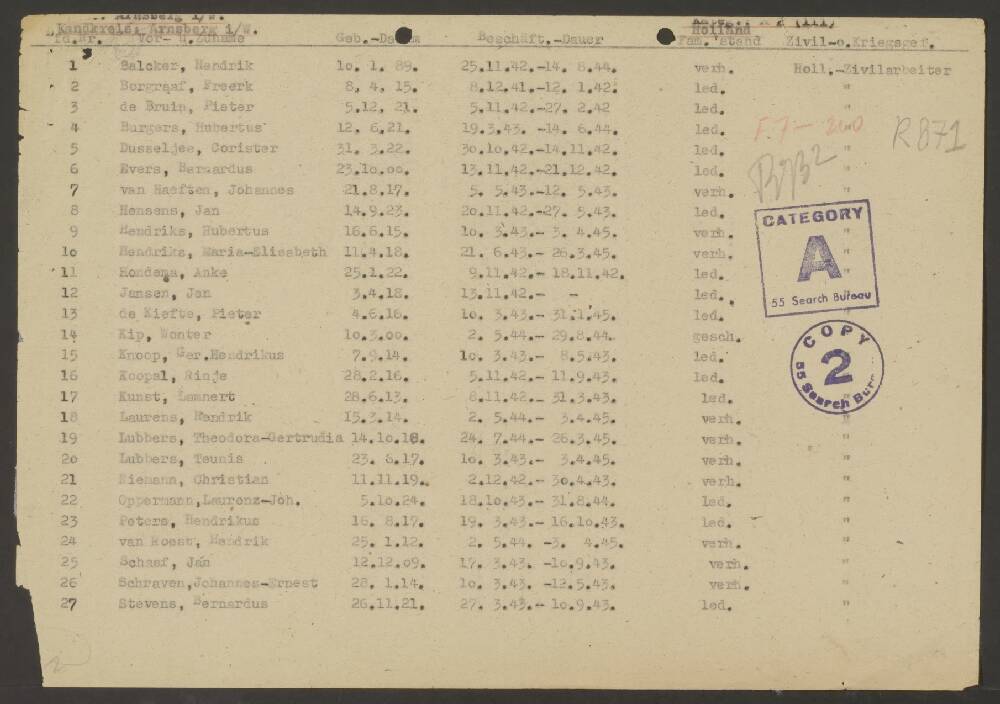 Arnsberg i/W.
Landkreis: Arnsberg i/W. Holland
Lfd.Nr. Vor- u. Zuname Geb.-Datum Beschäft.-Dauer Fam. stand Zivil-o.Kriegsgef.
1 Balcker, Hendrik 1o. 1. 89. 25.11.42.-14. 8.44. verh. Holl.-Zivilarbeiter
2 Borgraaf, Freerk 8, 4, 15. 8.12.41.-12. 1.42. led. "
3 de Bruin, Pieter 5.12, 21. 5.11.42.-27. 2.42 led. "
4 Burgers, Hubertus 12, 6.21. 19.3.43. -14. 6.44. led. "
5 Dusseljee, Corister 31. 3.22. 3o.1o.42.-14.11.42. led. "
6 Evers, Bernardus 23.1o.oo. 13.11.42.-21.12.42. led. "
7 van Haeften, Johannes 21.8.17. 5. 5.43.-12. 5.43. verh. "
8 Hensens, Jan 14.9.23. 2o.11.42.-27. 5.43. led. "
9 Hendriks, Hubertus 16.6.15. 1o. 3.43.- 3. 4.45. verh. "
1o Hendriks, Maria-Elisabeth 11.4.18. 21. 6.43.- 26.3.45. verh. "
11 Hondema, Anke 25.1.22. 9.11.42.- 18.11.42. led. "
12 Jansen, Jan 3.4.18. 13.11.42.- - led. "
13 de Kiefte, Pieter 4.6.16. 1o. 3.43.- 31.1.45. led. "
14 Kip, Wonter 1o.3.oo. 2. 5.44.- 29.8.44. gesch. "
15 Knoop, Ger.Hendrikus 7.9.14. 1o. 3.43.- 8.5.43. led. "
16 Koopal, Rinje 28.2.16. 5.11.42.- 11.9.43. led. "
17 Kunst, Lammert 28.6.13. 8.11.42.- 31.3.43. led. "
18 Laurens, Hendrik 15.3.14. 2. 5.44.- 3.4.45. verh. "
19 Lubbers, Theodora-Gertrudia 14.1o.18. 24. 7.44.- 26.3.45. verh. "
2o Lubbers, Teunis 23. 6.17. 1o. 3.43.- 3.4.45. verh. "
21 Niemann, Christian 11.11.19. 2.12.42.- 3o.4.43. verh. "
22 Oppermann,Laurenz-Joh. 5.1o.24. 18.1o.43.- 31.8.44. led. "
23 Peters, Hendrikus 16. 8.17. 19. 3.43.- 16.1o.43. led. "
24 van Roest, Hendrik 25. 1.12. 2. 5.44. -3. 4.45. verh. "
25 Schaaf, Jan 12.12.o9. 17. 3.43. -1o.9.43. verh. "
26 Schraven,Johannes-Ernest 28. 1.14. 1o. 3.43. -12.5.43. verh. "
27 Stevens, Bernardus 26.11.21. 27. 3.43.- 1o.9.43. led. "
R871
CATEGORY
A
55 Search Bureau
COPY
2
55 Search Bur